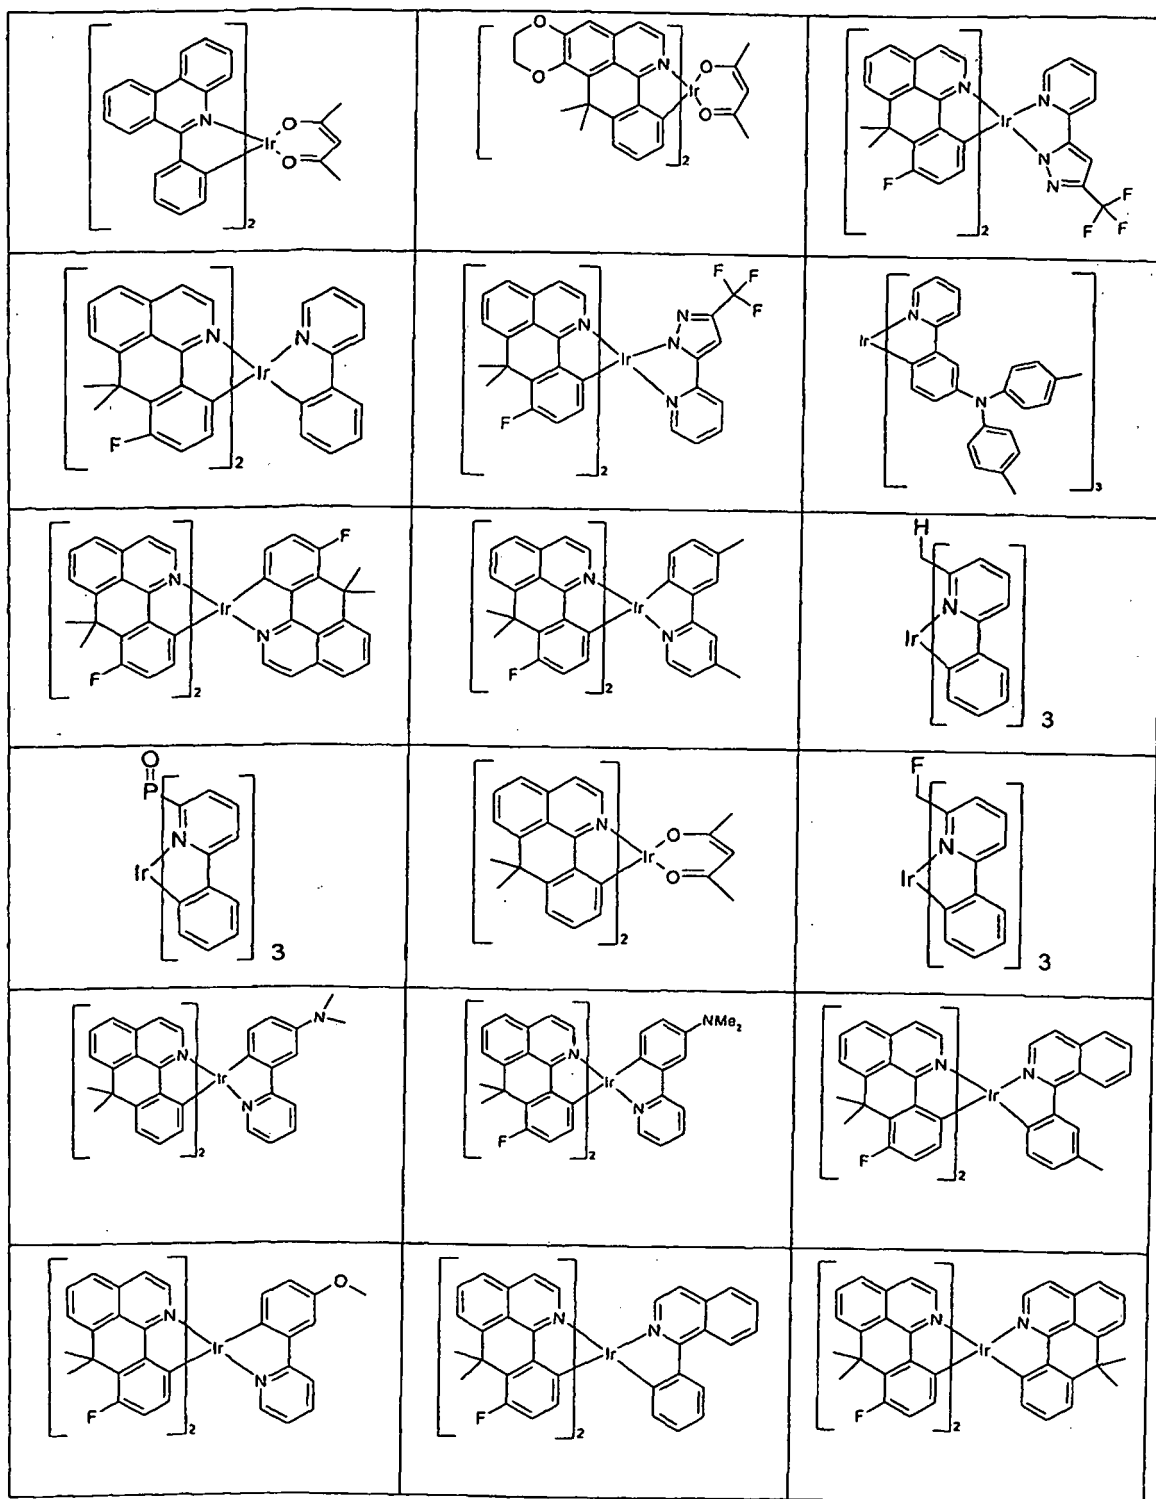 2 O N Ir O O N O Ir O 2 N Ir N N N F F F F 2
2 N Ir N F 2 N Ir N N N F F F F 2 N Ir N 3
F N Ir N F 2 N Ir N F 2 H N Ir 3
O P N Ir 3 N O Ir O 2 F N Ir 3
N N Ir N 2 NMe₂ N Ir N F 2 N Ir N F 2
O N Ir N F 2 N Ir N F 2 N Ir N F 2